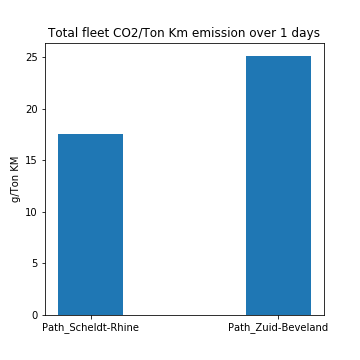 Total fleet CO2/Ton Km emission over 1 days
g/Ton KM
25
20
15
10
5
0
Path_Scheldt-Rhine
Path_Zuid-Beveland